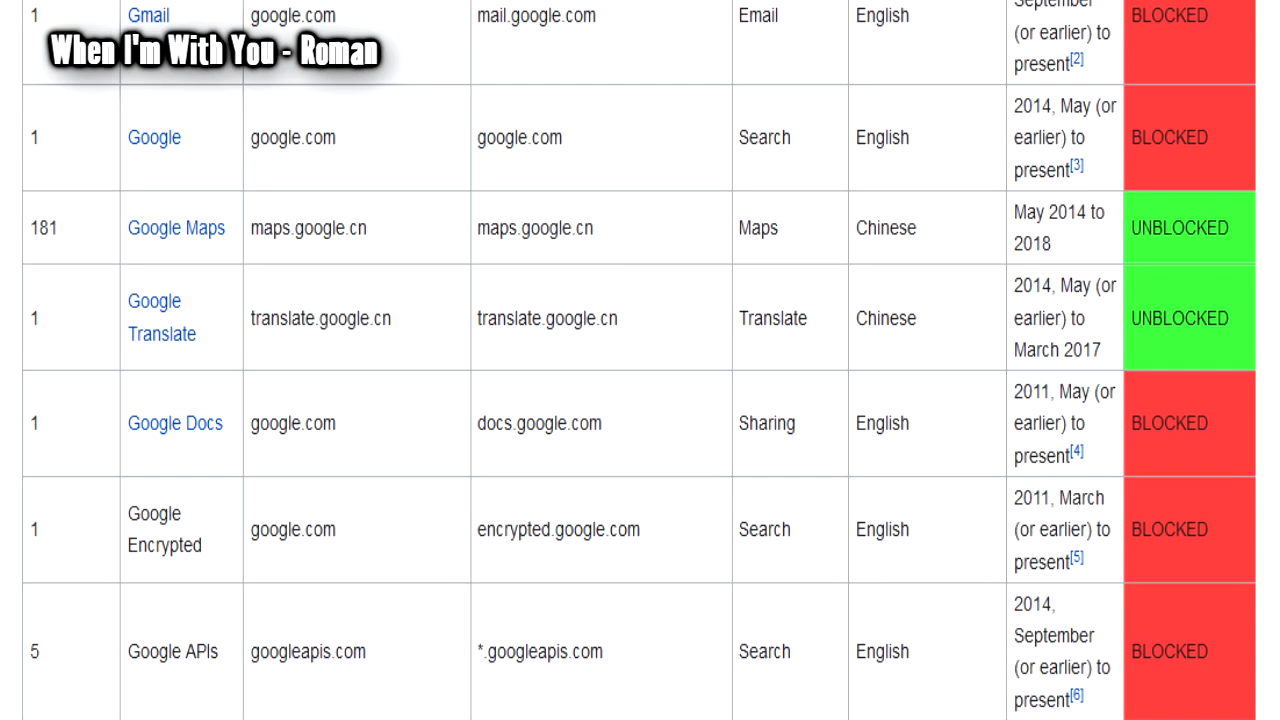 1 Gmail google.com mail.google.com Email English September (or earlier) to present[2] BLOCKED
When I'm With You - Roman
1 Google google.com google.com Search English 2014, May (or earlier) to present[3] BLOCKED
181 Google Maps maps.google.cn maps.google.cn Maps Chinese May 2014 to 2018 UNBLOCKED
1 Google Translate translate.google.cn translate.google.cn Translate Chinese 2014, May (or earlier) to March 2017 UNBLOCKED
1 Google Docs google.com docs.google.com Sharing English 2011, May (or earlier) to present[4] BLOCKED
1 Google Encrypted google.com encrypted.google.com Search English 2011, March (or earlier) to present[5] BLOCKED
5 Google APIs googleapis.com *.googleapis.com Search English 2014, September (or earlier) to present[6] BLOCKED